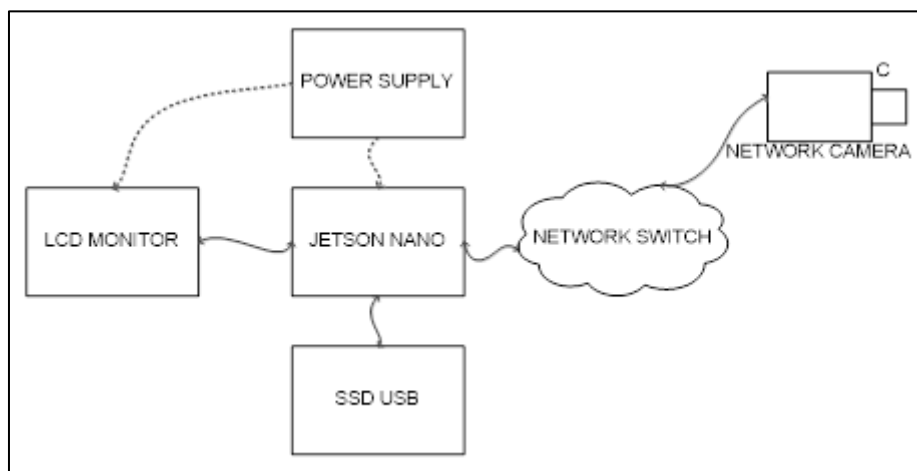 POWER SUPPLY
C
NETWORK CAMERA
LCD MONITOR
JETSON NANO
NETWORK SWITCH
SSD USB